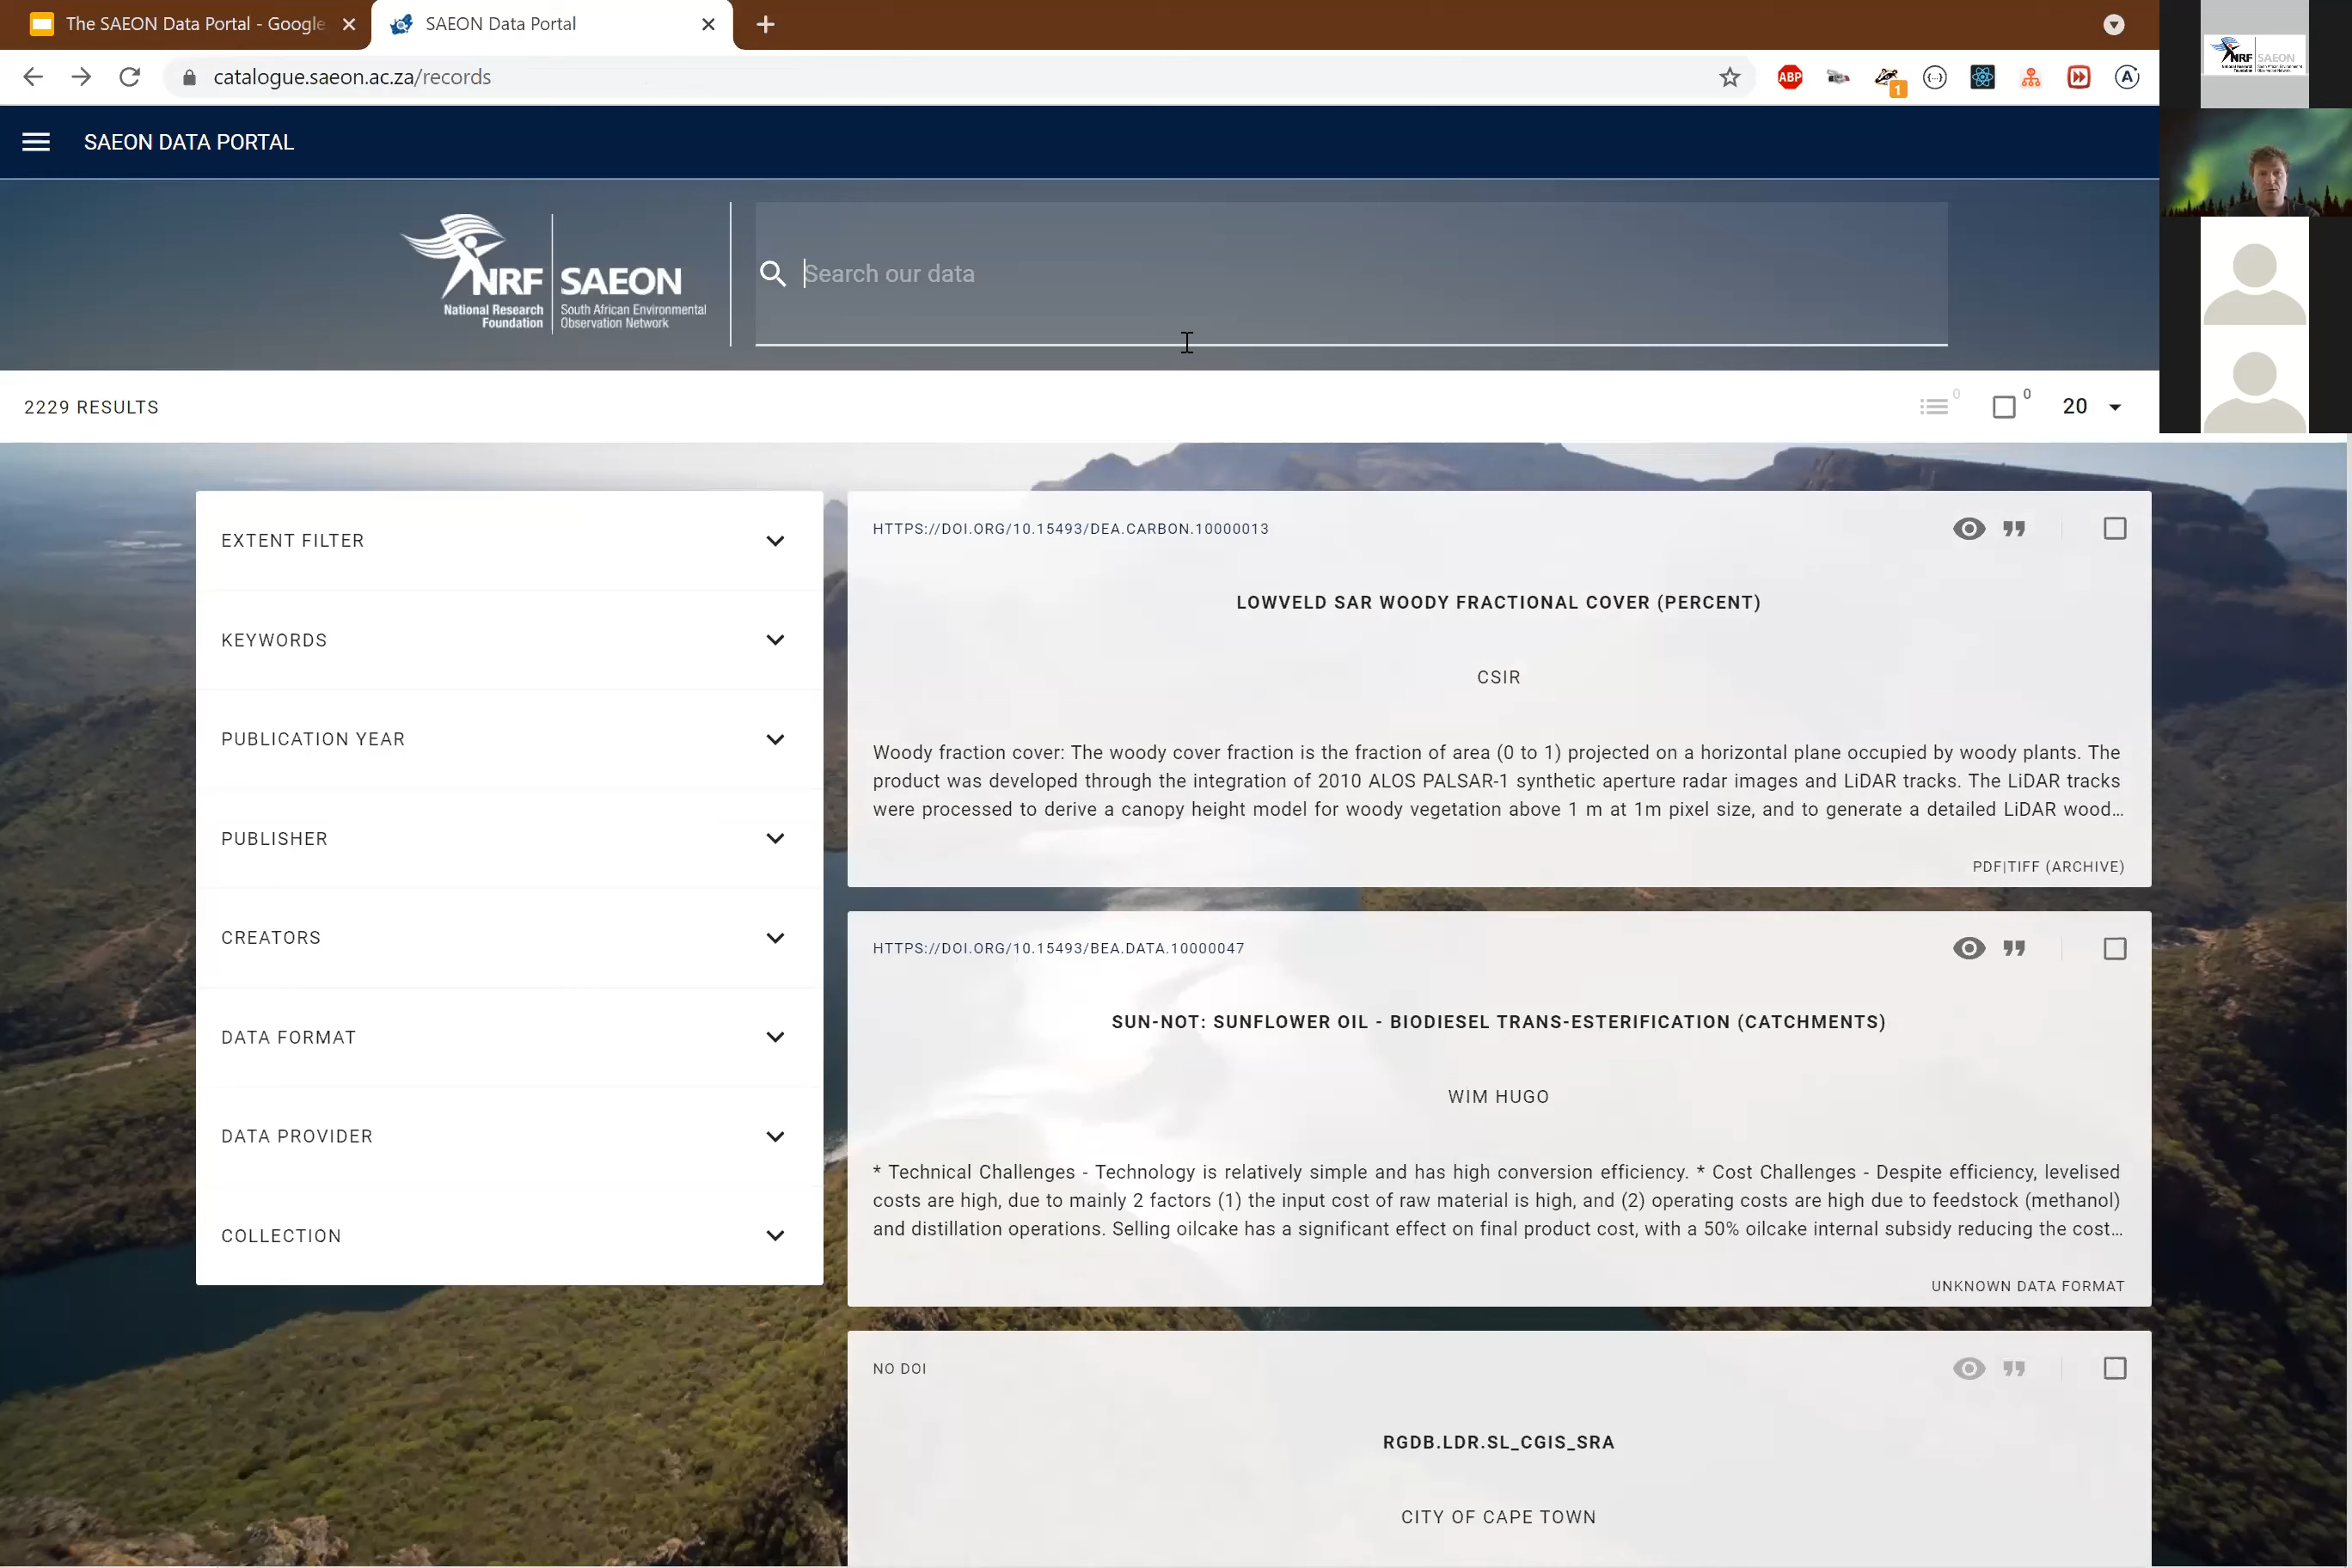 The SAEON Data Portal - Google
SAEON Data Portal
catalogue.saeon.ac.za/records
ABP
1
A
SAEON DATA PORTAL
NRF SAEON
National Research Foundation
South African Environmental Observation Network
Search our data
NRF SAEON
2229 RESULTS
0
0
20
EXTENT FILTER
KEYWORDS
PUBLICATION YEAR
PUBLISHER
CREATORS
DATA FORMAT
DATA PROVIDER
COLLECTION
HTTPS://DOI.ORG/10.15493/DEA.CARBON.10000013
LOWVELD SAR WOODY FRACTIONAL COVER (PERCENT)
CSIR
Woody fraction cover: The woody cover fraction is the fraction of area (0 to 1) projected on a horizontal plane occupied by woody plants. The
product was developed through the integration of 2010 ALOS PALSAR-1 synthetic aperture radar images and LiDAR tracks. The LiDAR tracks
were processed to derive a canopy height model for woody vegetation above 1 m at 1m pixel size, and to generate a detailed LiDAR wood…
PDF|TIFF (ARCHIVE)
HTTPS://DOI.ORG/10.15493/BEA.DATA.10000047
SUN-NOT: SUNFLOWER OIL - BIODIESEL TRANS-ESTERIFICATION (CATCHMENTS)
WIM HUGO
* Technical Challenges - Technology is relatively simple and has high conversion efficiency. * Cost Challenges - Despite efficiency, levelised
costs are high, due to mainly 2 factors (1) the input cost of raw material is high, and (2) operating costs are high due to feedstock (methanol)
and distillation operations. Selling oilcake has a significant effect on final product cost, with a 50% oilcake internal subsidy reducing the cost…
UNKNOWN DATA FORMAT
NO DOI
RGDB.LDR.SL_CGIS_SRA
CITY OF CAPE TOWN